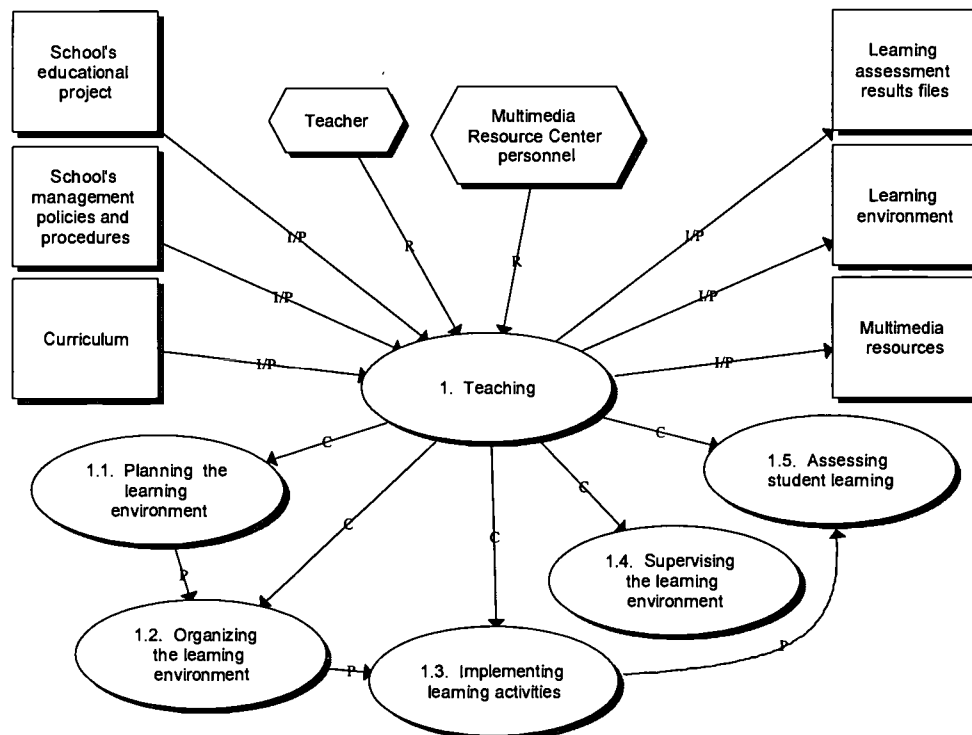 School's
educational
project
Teacher
Multimedia
Resource Center
personnel
Learning
assessment
results files
School's
management
policies and
procedures
Learning
environment
Curriculum
Multimedia
resources
I/P
R
R
I/P
I/P
I/P
I/P
I/P
1. Teaching
C
C
C
C
C
1.1. Planning the
learning
environment
1.5. Assessing
student learning
P
1.4. Supervising
the learning
environment
1.2. Organizing
the learning
environment
P
1.3. Implementing
learning activities
P